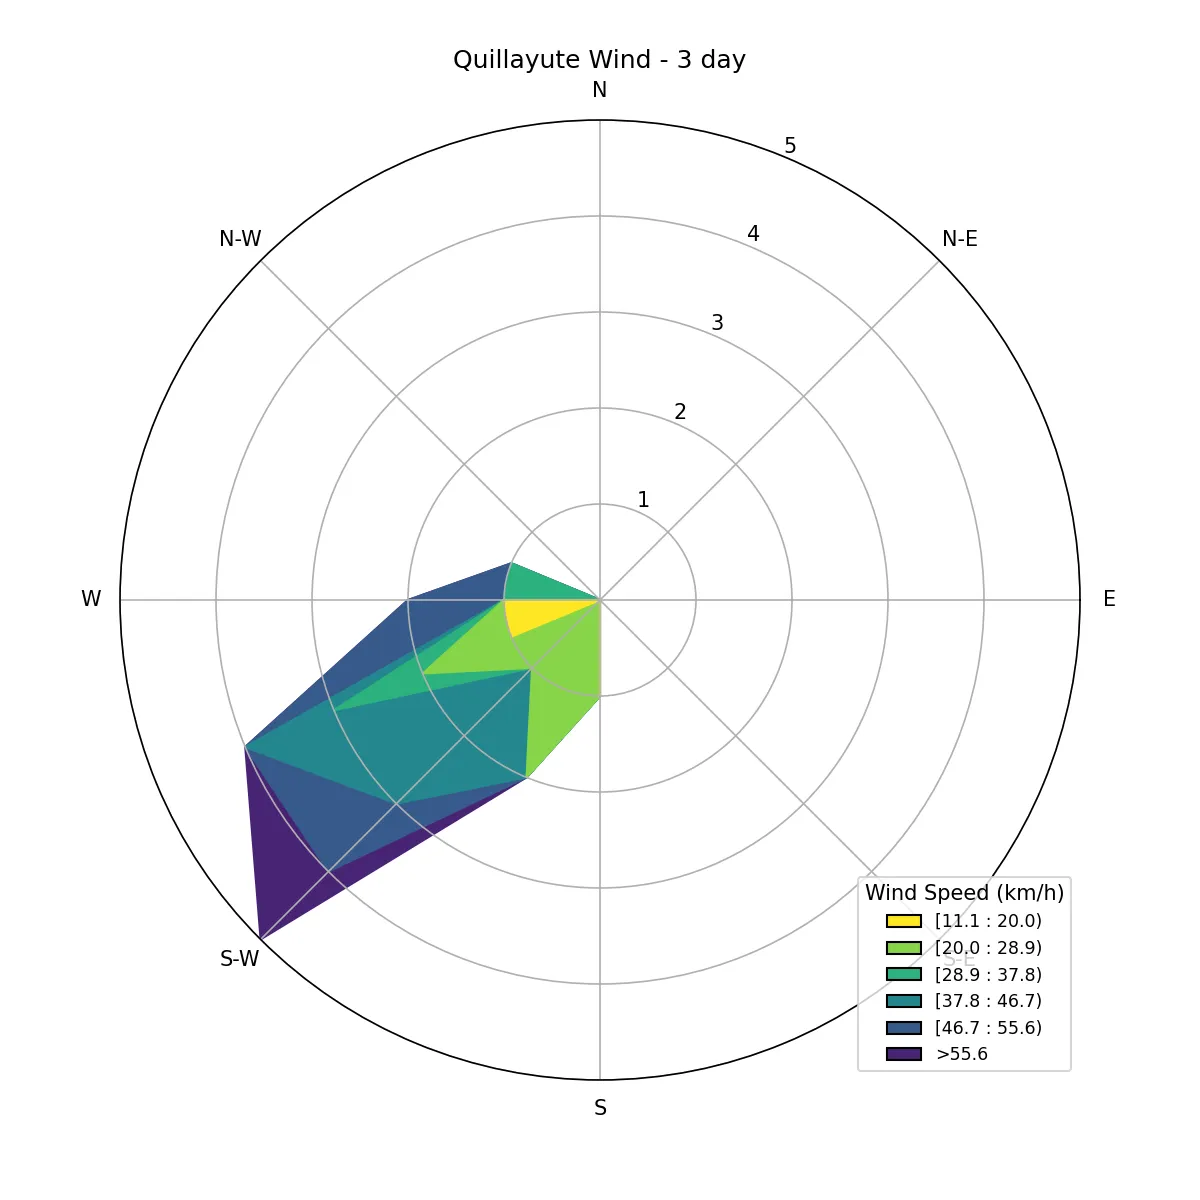 Quillayute Wind - 3 day
N
5
N-W
N-E
4
3
2
1
W
E
S-W
S-E
S
Wind Speed (km/h)
[11.1 : 20.0)
[20.0 : 28.9)
[28.9 : 37.8)
[37.8 : 46.7)
[46.7 : 55.6)
>55.6